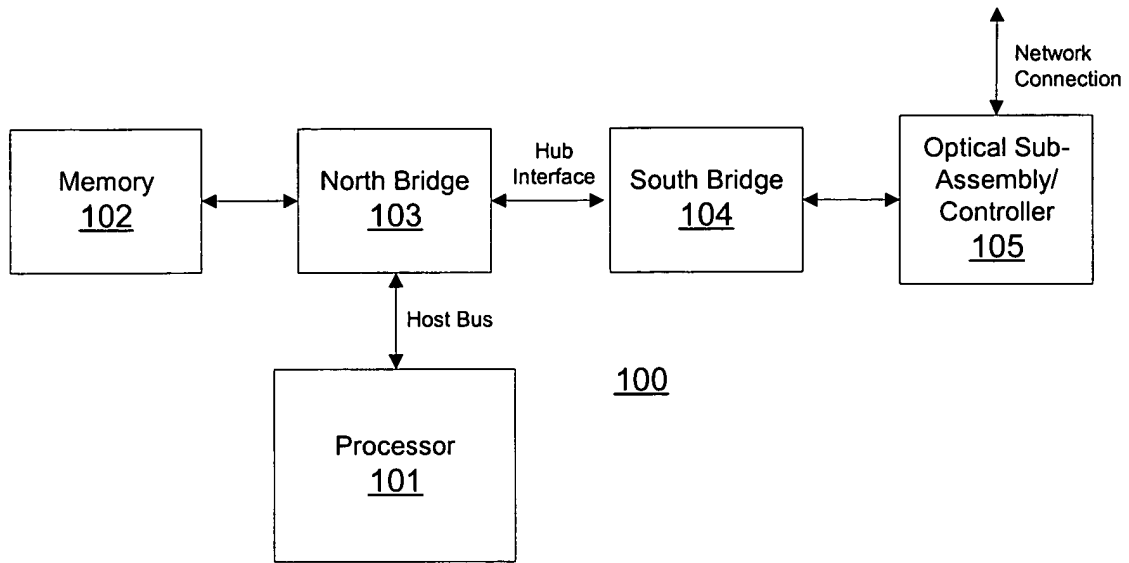 Network
Connection
Memory
102
North Bridge
103
Hub
Interface
South Bridge
104
Optical Sub-
Assembly/
Controller
105
Host Bus
100
Processor
101